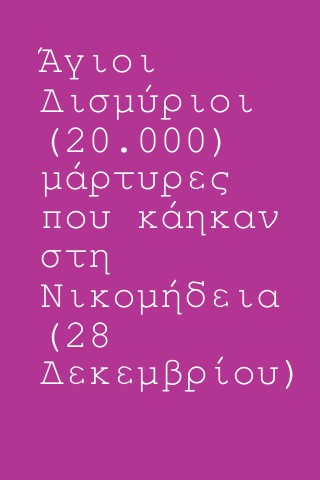 Άγιοι
Δισμύριοι
(20.000)
μάρτυρες
που κάηκαν
στη
Νικομήδεια
(28
Δεκεμβρίου)